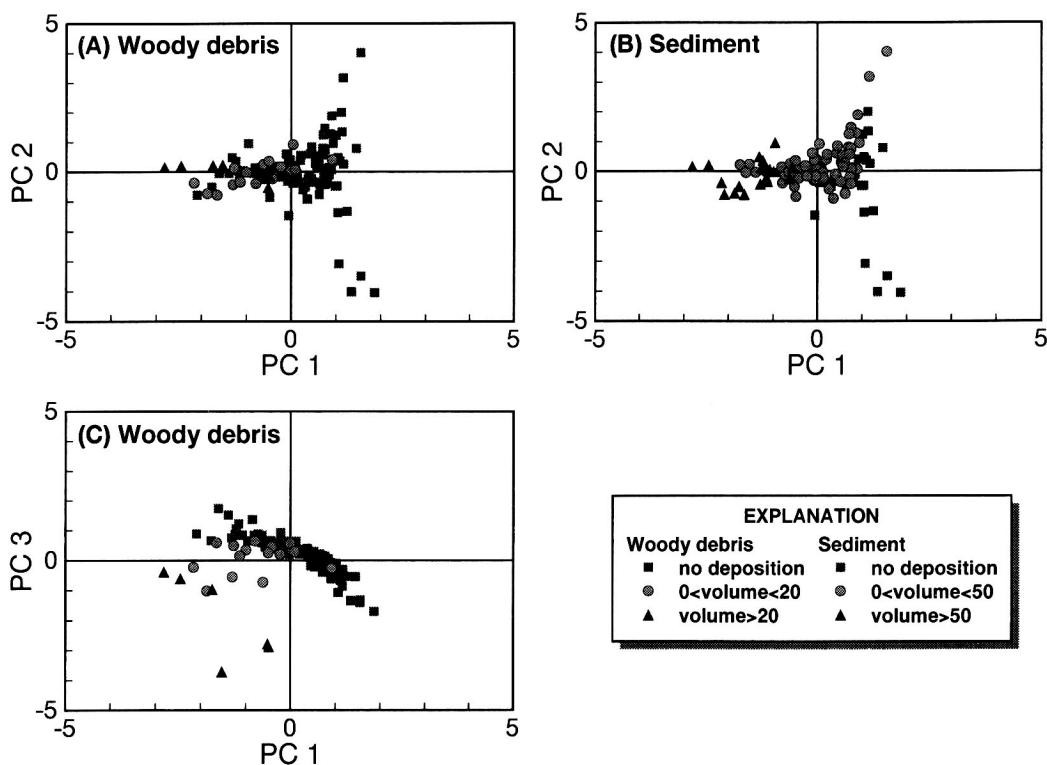 (A) Woody debris
5
0
-5
PC 2
-5 0 5
PC 1
(B) Sediment
5
0
-5
PC 2
-5 0 5
PC 1
(C) Woody debris
5
0
-5
PC 3
-5 0 5
PC 1
EXPLANATION
Woody debris Sediment
no deposition no deposition
0<volume<20 0<volume<50
volume>20 volume>50